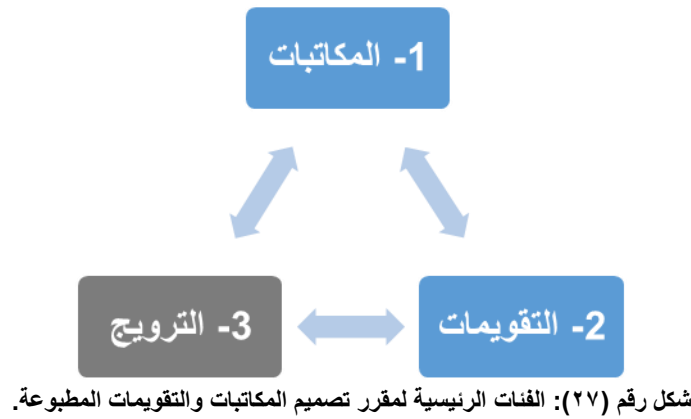 1- المكاتبات
2- التقويمات
3- الترويج
شكل رقم (٢٧): الفئات الرئيسية لمقرر تصميم المكاتبات والتقويمات المطبوعة.